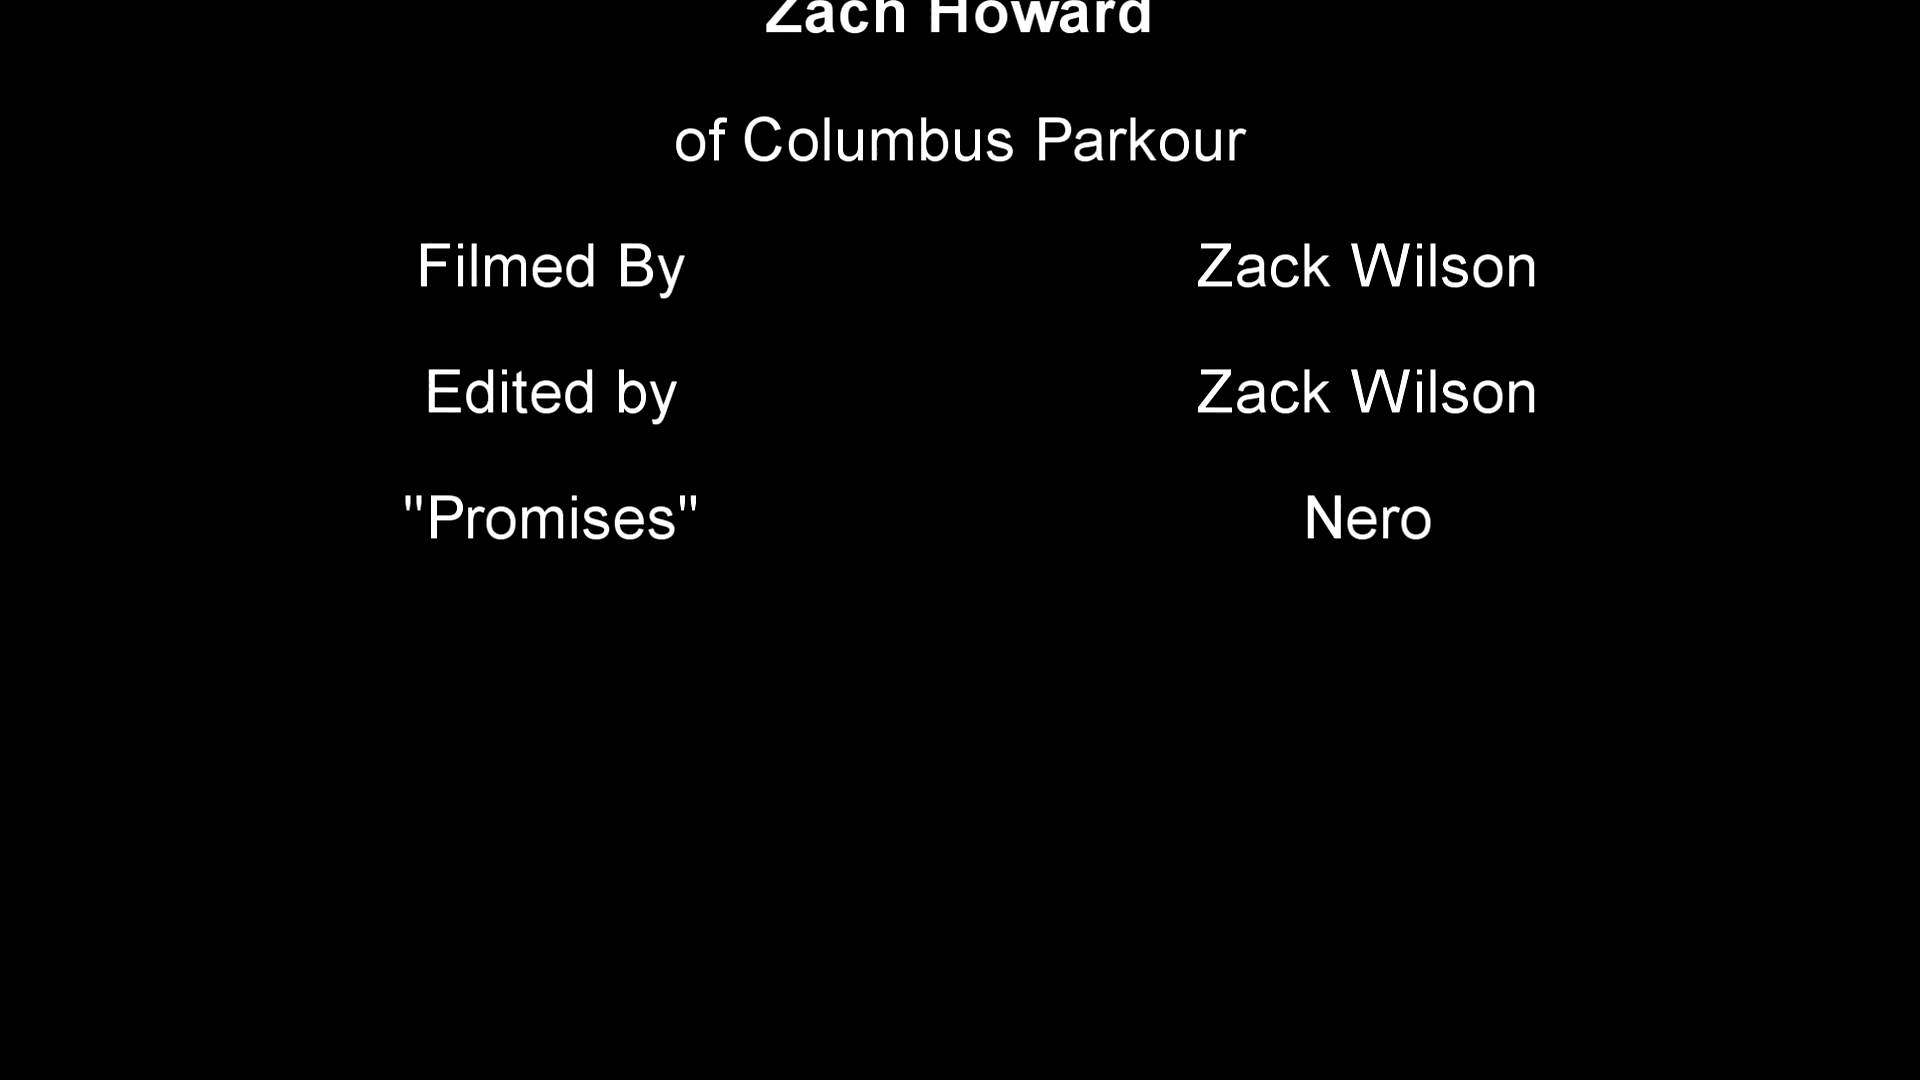 Zach Howard
of Columbus Parkour
Filmed By Zack Wilson
Edited by Zack Wilson
"Promises" Nero